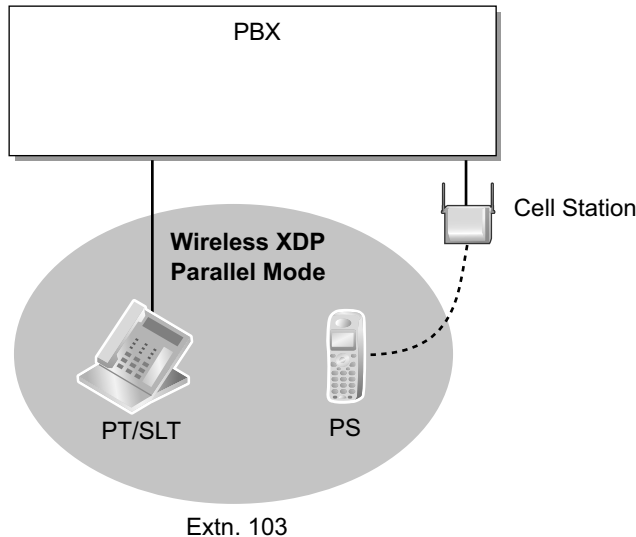 PBX
Cell Station
Wireless XDP
Parallel Mode
PT/SLT
PS
Extn. 103